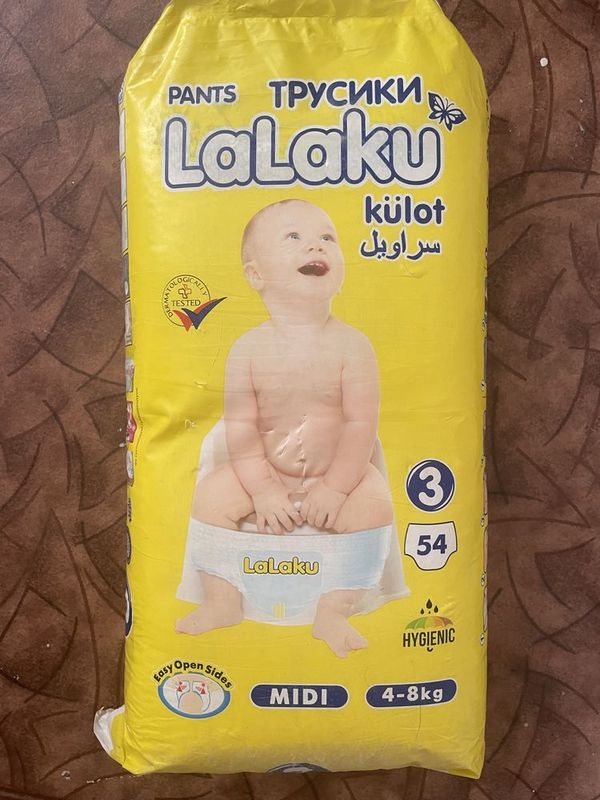 PANTS ТРУСИКИ
LaLaku
külot
سراويل
DERMATOLOGICALLY
TESTED
3
54
LaLaku
HYGIENIC
Easy Open Sides
MIDI
4-8kg